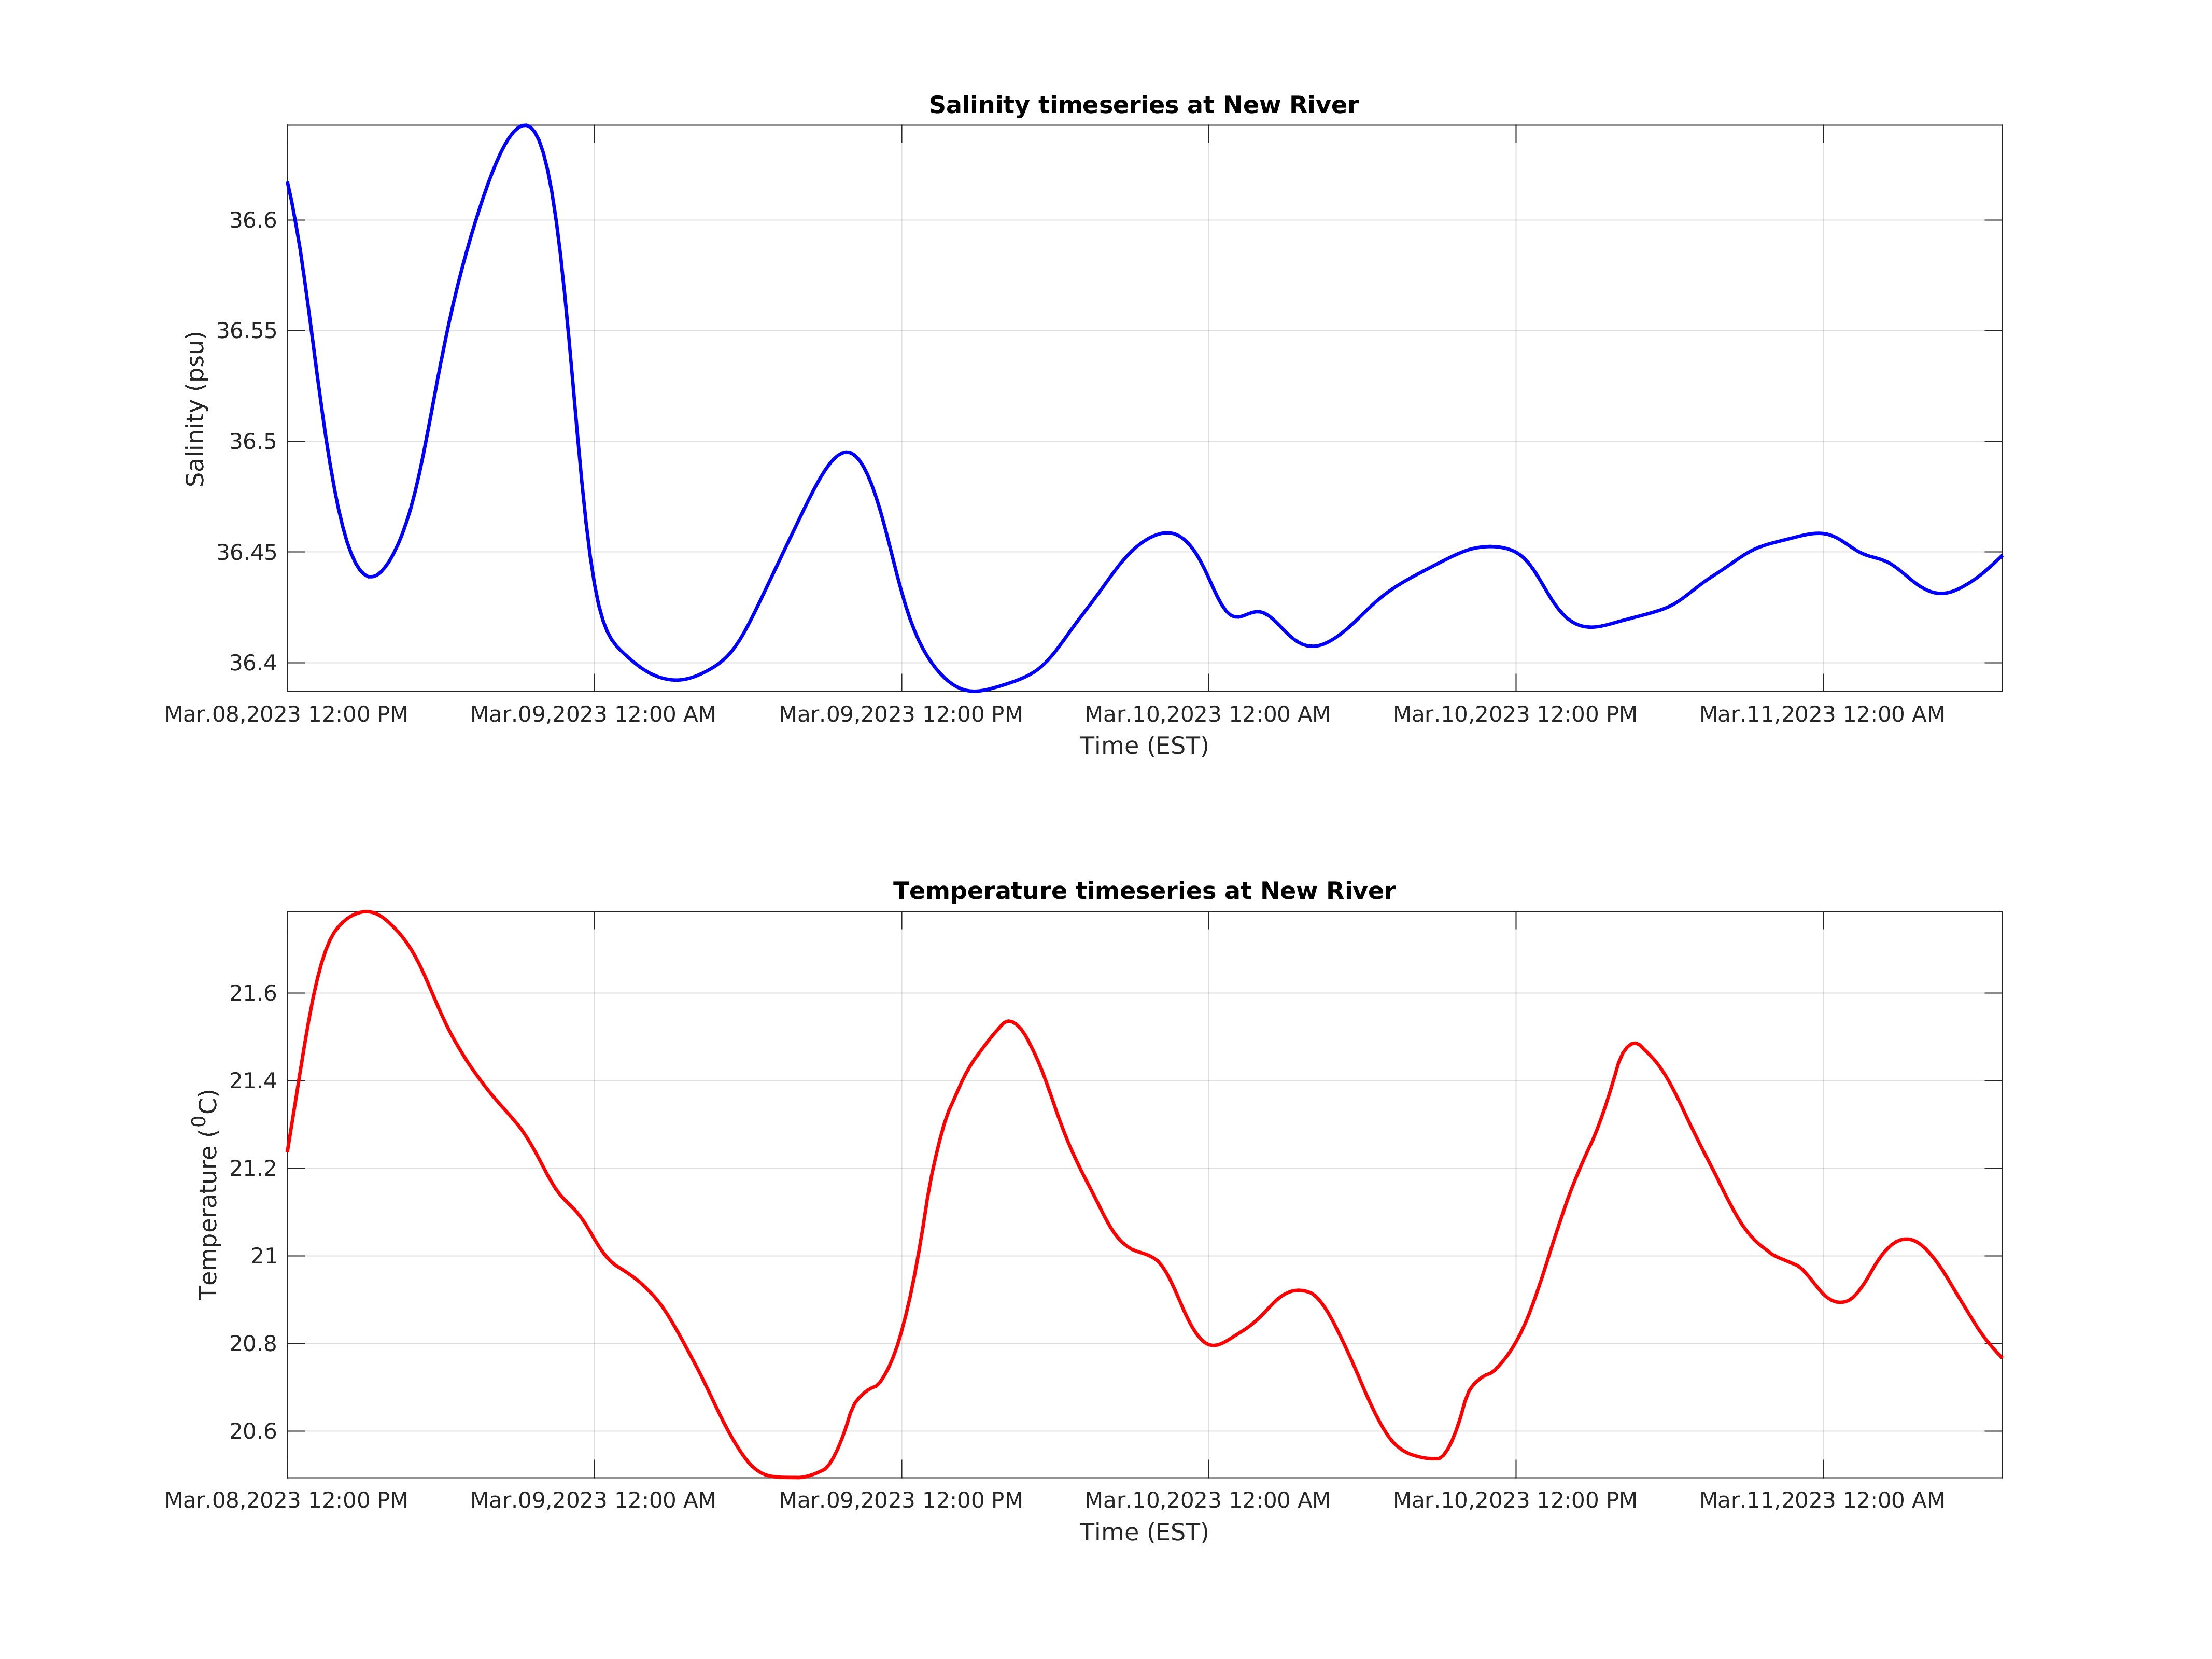 Salinity timeseries at New River
Salinity (psu)
36.6
36.55
36.5
36.45
36.4
Mar.08,2023 12:00 PM Mar.09,2023 12:00 AM Mar.09,2023 12:00 PM Mar.10,2023 12:00 AM Mar.10,2023 12:00 PM Mar.11,2023 12:00 AM
Time (EST)
Temperature timeseries at New River
Temperature (⁰C)
21.6
21.4
21.2
21
20.8
20.6
Mar.08,2023 12:00 PM Mar.09,2023 12:00 AM Mar.09,2023 12:00 PM Mar.10,2023 12:00 AM Mar.10,2023 12:00 PM Mar.11,2023 12:00 AM
Time (EST)